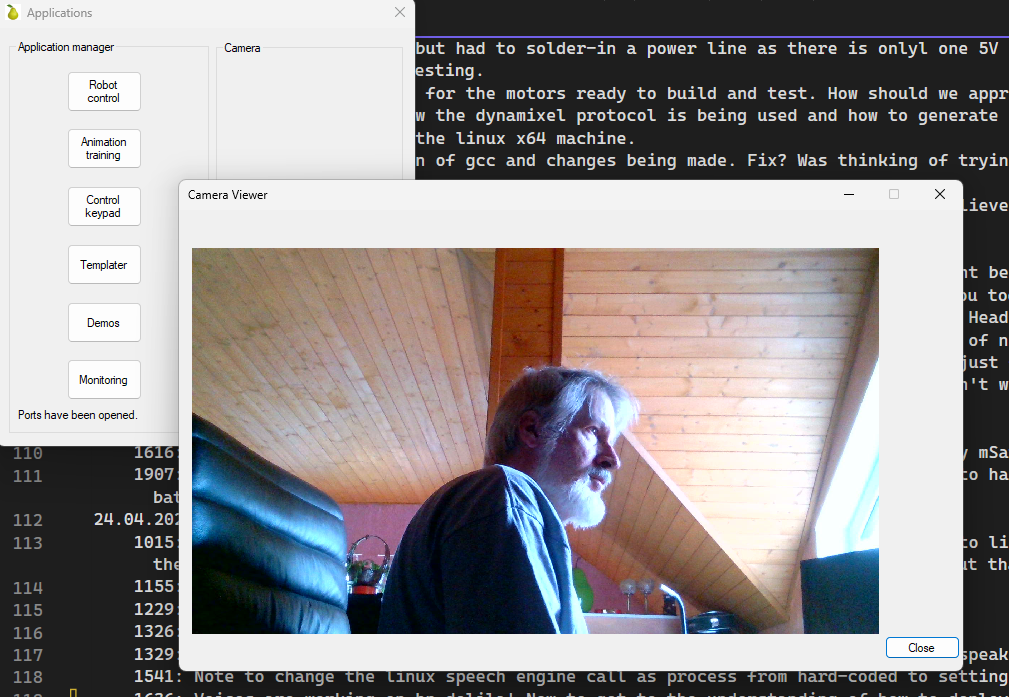 Applications
Application manager
Camera
Robot
control
Animation
training
Control
keypad
Templater
Demos
Monitoring
Ports have been opened.
but had to solder-in a power line as there is onlyl one 5V
esting.
for the motors ready to build and test. How should we appr
w the dynamixel protocol is being used and how to generate
the linux x64 machine.
n of gcc and changes being made. Fix? Was thinking of tryin
Camera Viewer
lieve
nt be
ou too
Head
of n
just
n't w
Close
110 1616: y mSa
111 1907: to ha
bat
112 24.04.202
113 1015: to li
the ut tha
114 1155:
115 1229:
116 1326:
117 1329: speak
118 1541: Note to change the linux speech engine call as process from hard-coded to setting